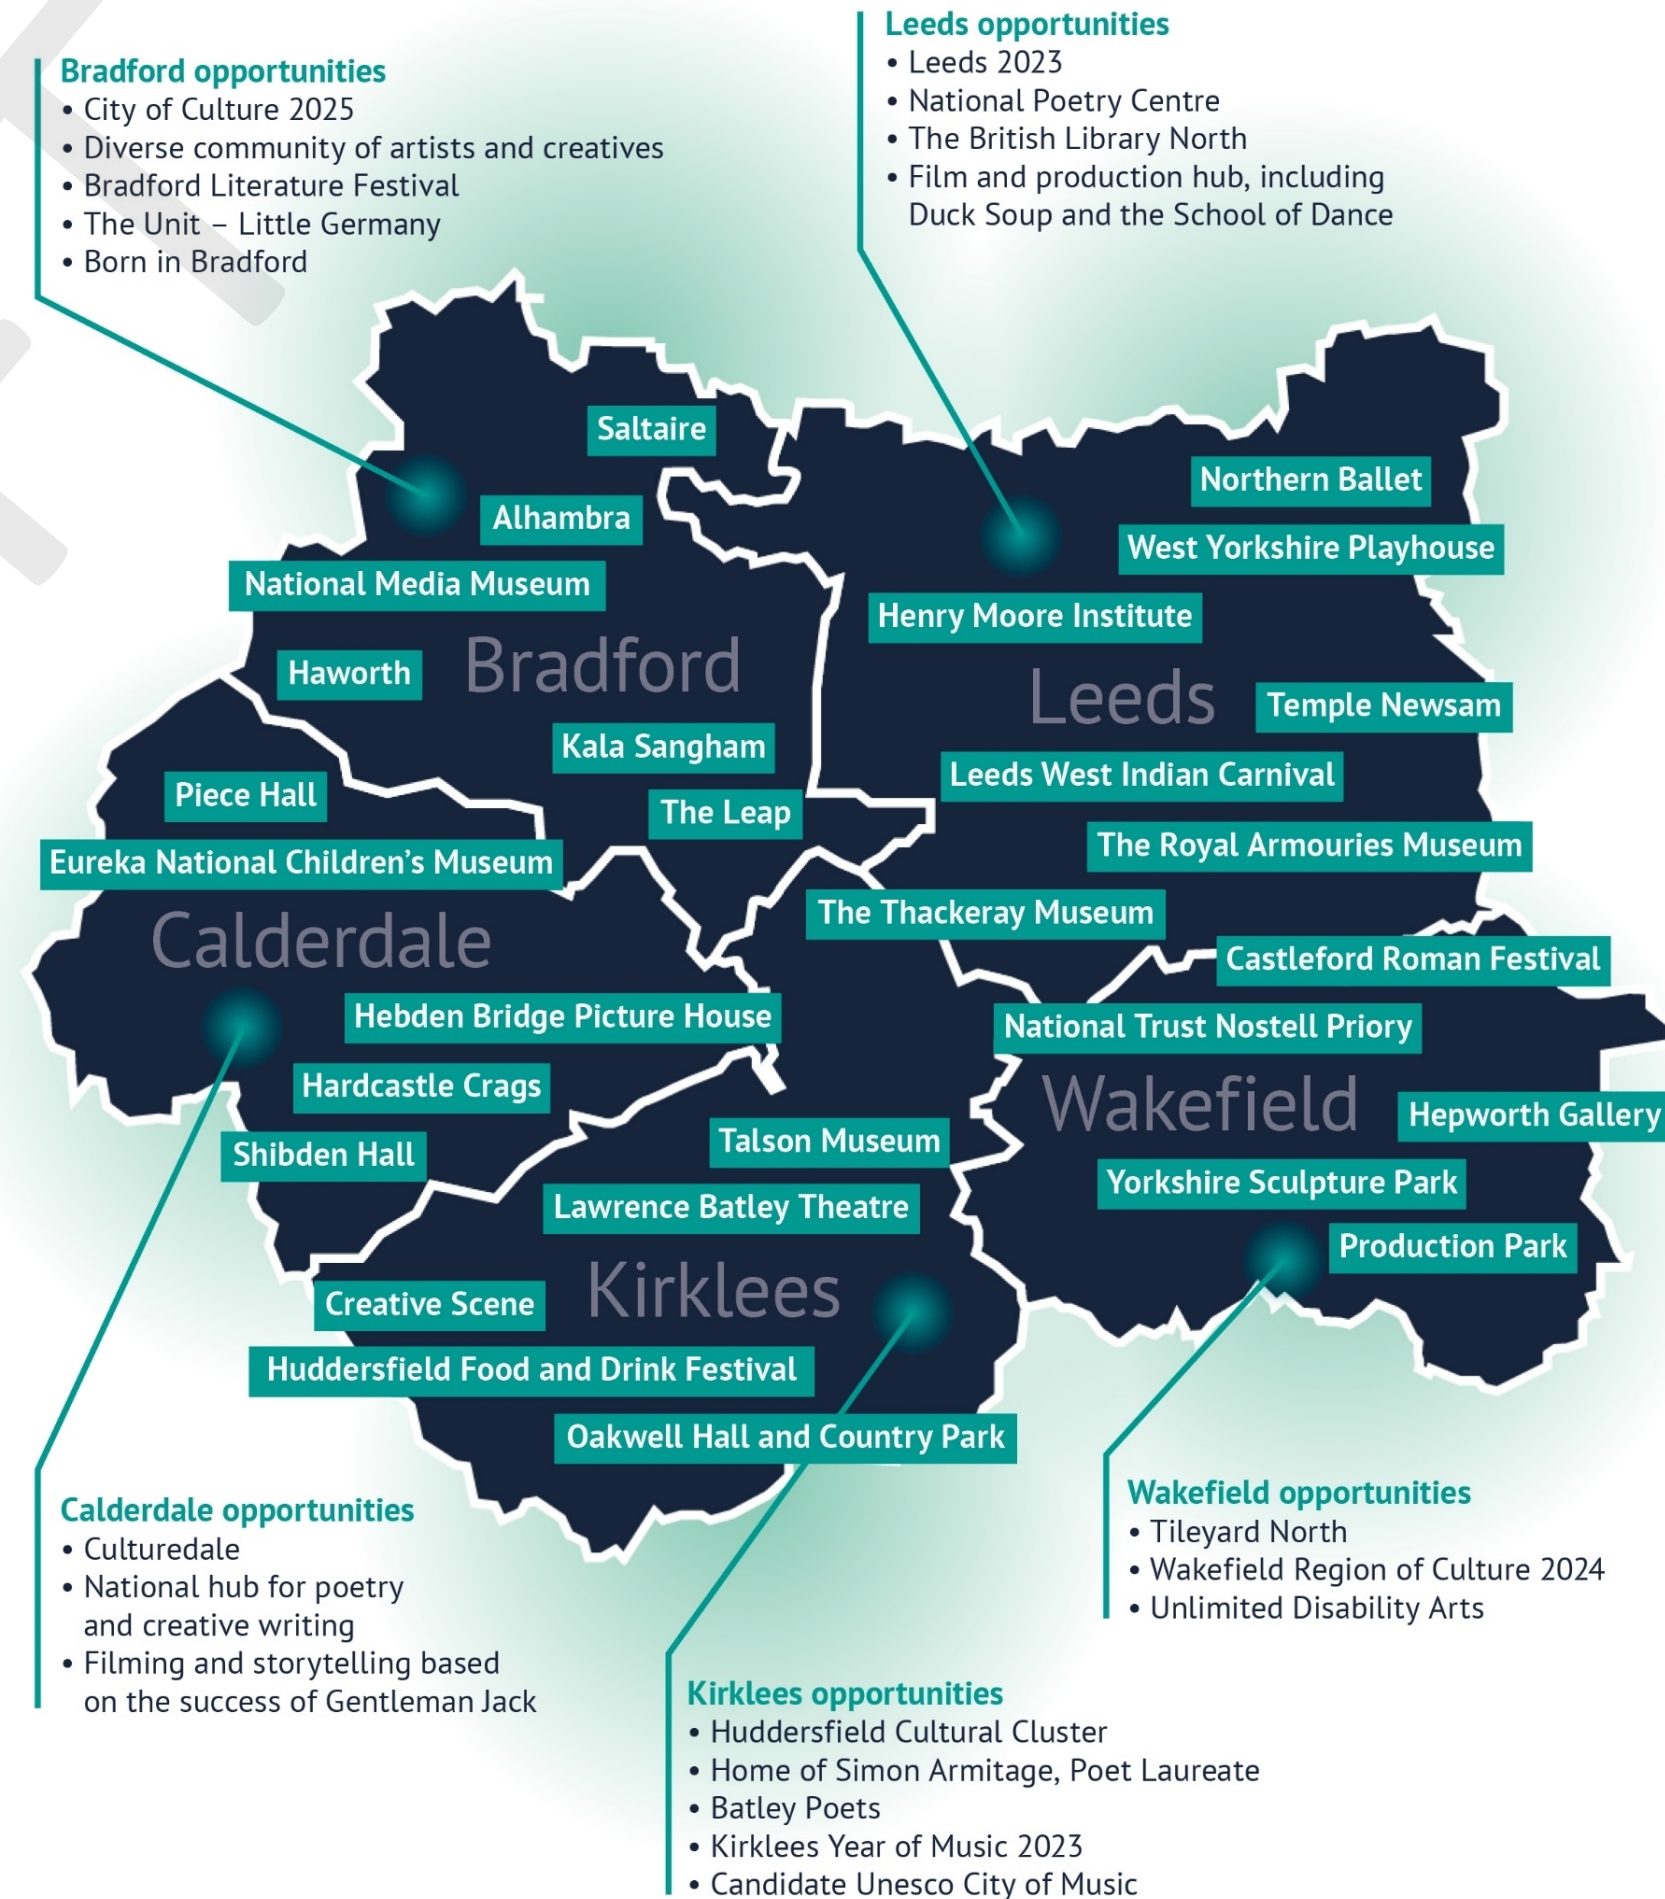 Leeds opportunities
• Leeds 2023
• National Poetry Centre
• The British Library North
• Film and production hub, including
Duck Soup and the School of Dance
Bradford opportunities
• City of Culture 2025
• Diverse community of artists and creatives
• Bradford Literature Festival
• The Unit – Little Germany
• Born in Bradford
Saltaire
Alhambra
National Media Museum
Bradford
Haworth
Kala Sangham
The Leap
Northern Ballet
West Yorkshire Playhouse
Henry Moore Institute
Leeds
Temple Newsam
Leeds West Indian Carnival
The Royal Armouries Museum
The Thackeray Museum
Piece Hall
Eureka National Children’s Museum
Calderdale
Hebden Bridge Picture House
Hardcastle Crags
Shibden Hall
Castleford Roman Festival
National Trust Nostell Priory
Wakefield
Hepworth Gallery
Yorkshire Sculpture Park
Production Park
Talson Museum
Lawrence Batley Theatre
Kirklees
Creative Scene
Huddersfield Food and Drink Festival
Oakwell Hall and Country Park
Calderdale opportunities
• Culturedale
• National hub for poetry
and creative writing
• Filming and storytelling based
on the success of Gentleman Jack
Wakefield opportunities
• Tileyard North
• Wakefield Region of Culture 2024
• Unlimited Disability Arts
Kirklees opportunities
• Huddersfield Cultural Cluster
• Home of Simon Armitage, Poet Laureate
• Batley Poets
• Kirklees Year of Music 2023
• Candidate Unesco City of Music